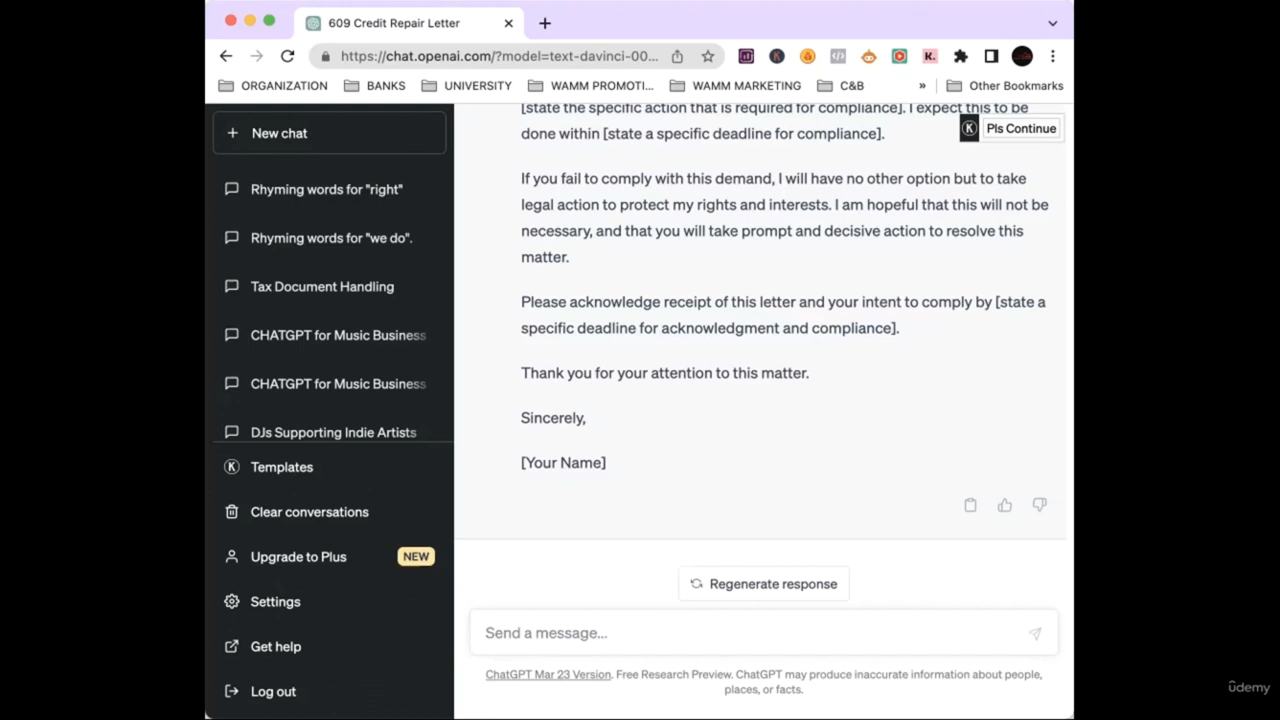 609 Credit Repair Letter
https://chat.openai.com/?model=text-davinci-00...
ORGANIZATION
BANKS
UNIVERSITY
WAMM PROMOTI...
WAMM MARKETING
C&B
»
Other Bookmarks
New chat
Rhyming words for "right"
Rhyming words for "we do".
Tax Document Handling
CHATGPT for Music Business
CHATGPT for Music Business
DJs Supporting Indie Artists
Templates
Clear conversations
Upgrade to Plus
NEW
Settings
Get help
Log out
[state the specific action that is required for compliance]. I expect this to be
done within [state a specific deadline for compliance].
K
Pls Continue
If you fail to comply with this demand, I will have no other option but to take
legal action to protect my rights and interests. I am hopeful that this will not be
necessary, and that you will take prompt and decisive action to resolve this
matter.
Please acknowledge receipt of this letter and your intent to comply by [state a
specific deadline for acknowledgment and compliance].
Thank you for your attention to this matter.
Sincerely,
[Your Name]
Regenerate response
Send a message...
ChatGPT Mar 23 Version. Free Research Preview. ChatGPT may produce inaccurate information about people,
places, or facts.
ûdemy